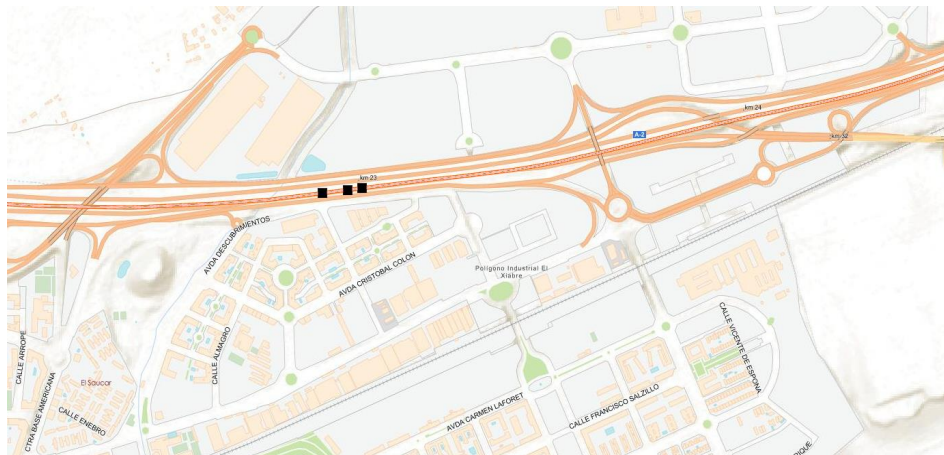 km-24
A-2
km-32
km-23
AVDA DESCUBRIMIENTOS
AVDA CRISTOBAL COLON
Polígono Industrial El
Xiabre
CALLE ALMAGRO
CALLE ARROPE
CALLE VICENTE DE ESPONA
El Saucar
CTRA BASE AMERICANA
CALLE ENEBRO
AVDA CARMEN LAFORET
CALLE FRANCISCO SALZILLO
RIQUE